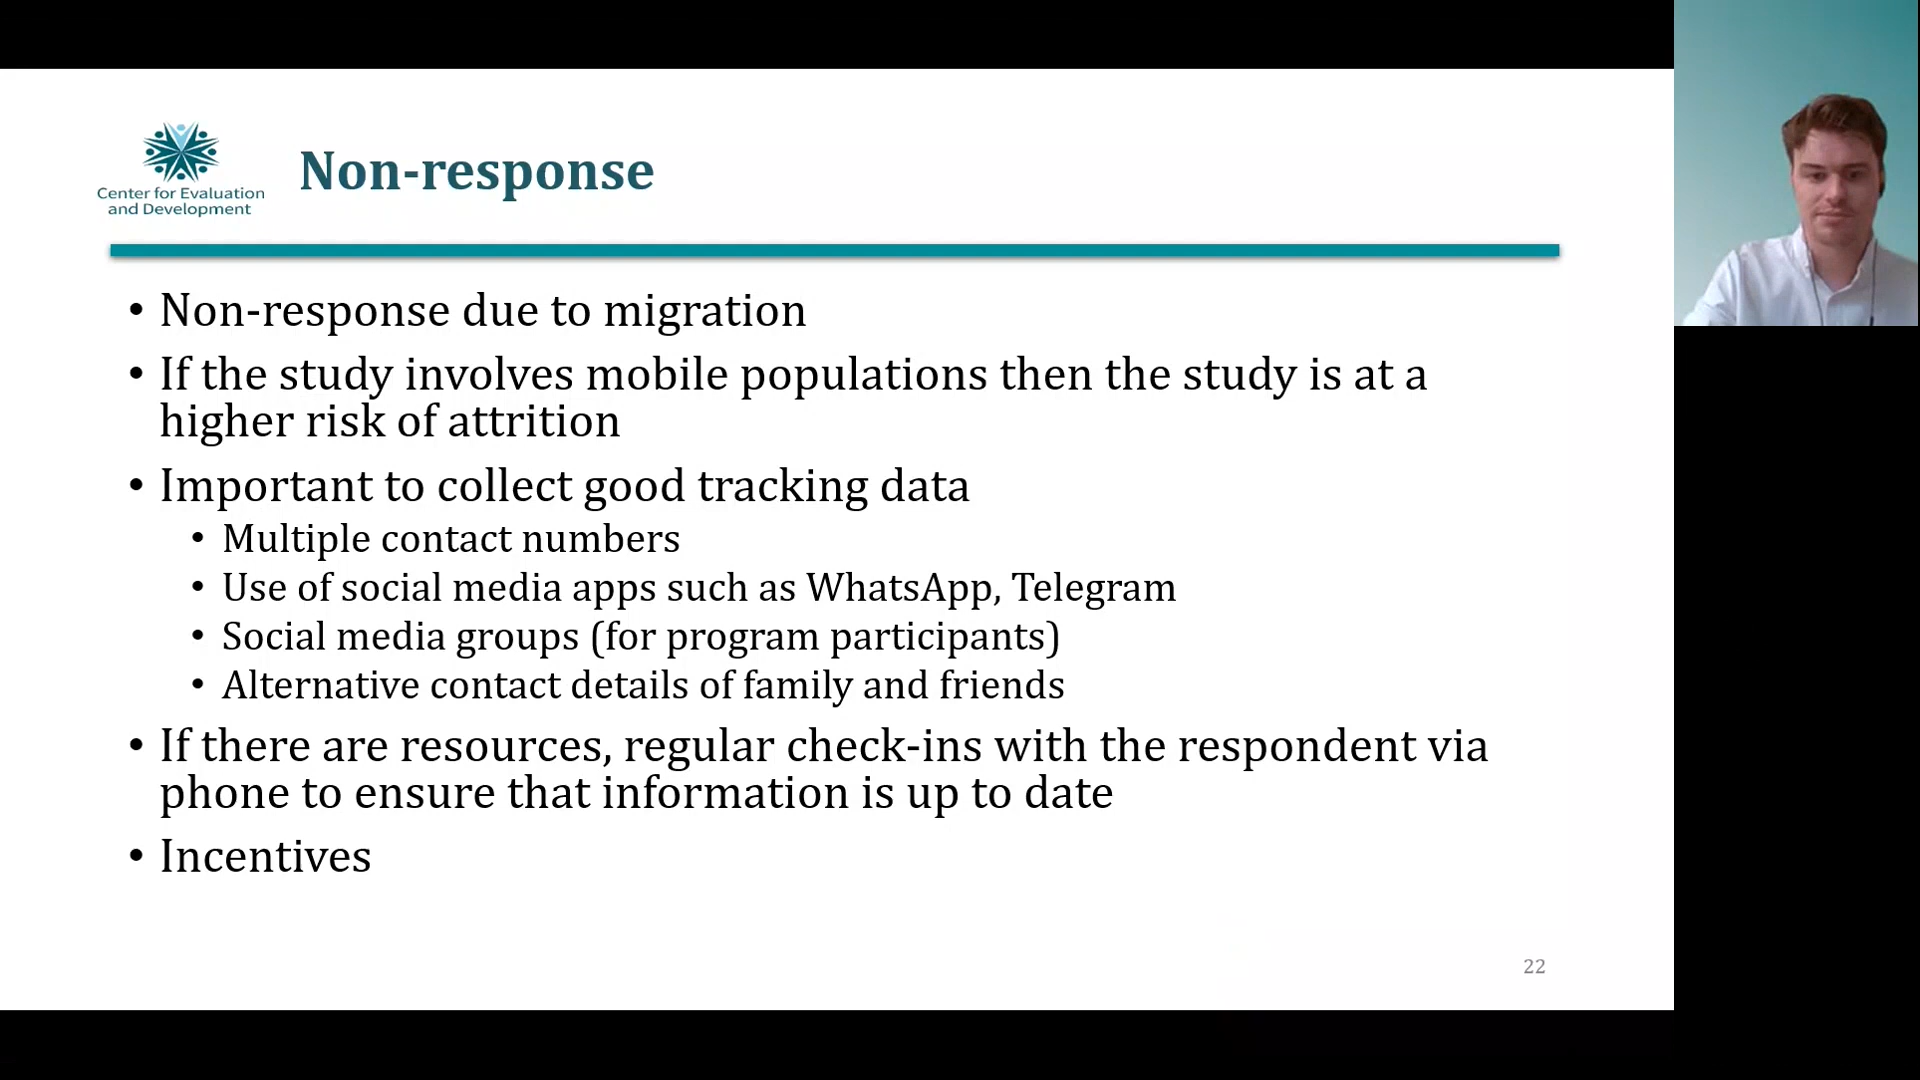 Center for Evaluation
and Development
Non-response
• Non-response due to migration
• If the study involves mobile populations then the study is at a
higher risk of attrition
• Important to collect good tracking data
• Multiple contact numbers
• Use of social media apps such as WhatsApp, Telegram
• Social media groups (for program participants)
• Alternative contact details of family and friends
• If there are resources, regular check-ins with the respondent via
phone to ensure that information is up to date
• Incentives
22